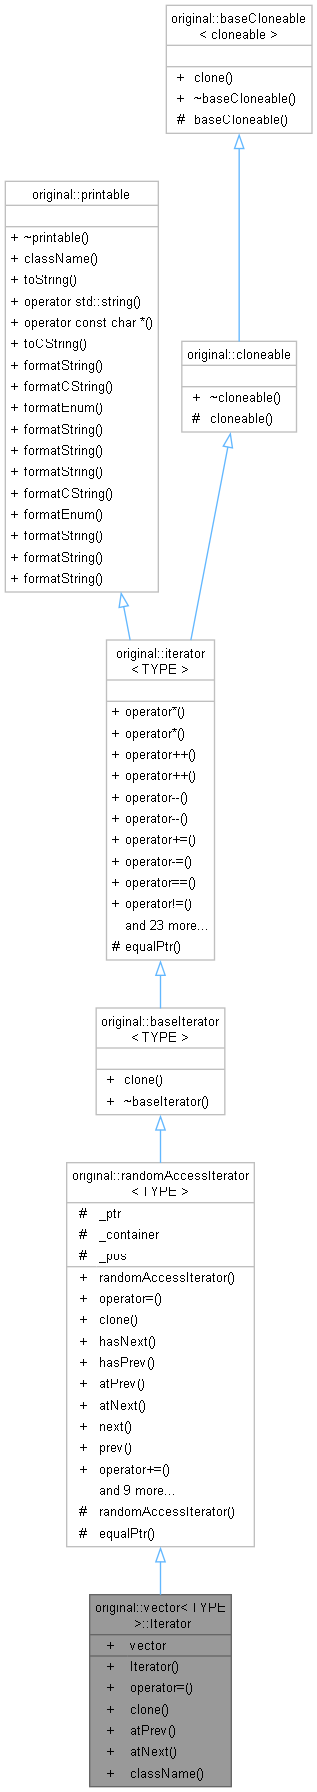 original::baseCloneable
< cloneable >
+ clone()
+ ~baseCloneable()
# baseCloneable()
original::printable
+ ~printable()
+ className()
+ toString()
+ operator std::string()
+ operator const char *()
+ toCString()
+ formatString()
+ formatCString()
+ formatEnum()
+ formatString()
+ formatString()
+ formatString()
+ formatCString()
+ formatEnum()
+ formatString()
+ formatString()
+ formatString()
original::cloneable
+ ~cloneable()
# cloneable()
original::iterator
< TYPE >
+ operator*()
+ operator*()
+ operator++()
+ operator++()
+ operator--()
+ operator--()
+ operator+=()
+ operator-=()
+ operator==()
+ operator!=()
and 23 more...
# equalPtr()
original::baseIterator
< TYPE >
+ clone()
+ ~baseIterator()
original::randomAccessIterator
< TYPE >
# _ptr
# _container
# _pos
+ randomAccessIterator()
+ operator=()
+ clone()
+ hasNext()
+ hasPrev()
+ atPrev()
+ atNext()
+ next()
+ prev()
+ operator+=()
and 9 more...
# randomAccessIterator()
# equalPtr()
original::vector< TYPE
>::Iterator
+ vector
+ Iterator()
+ operator=()
+ clone()
+ atPrev()
+ atNext()
+ className()